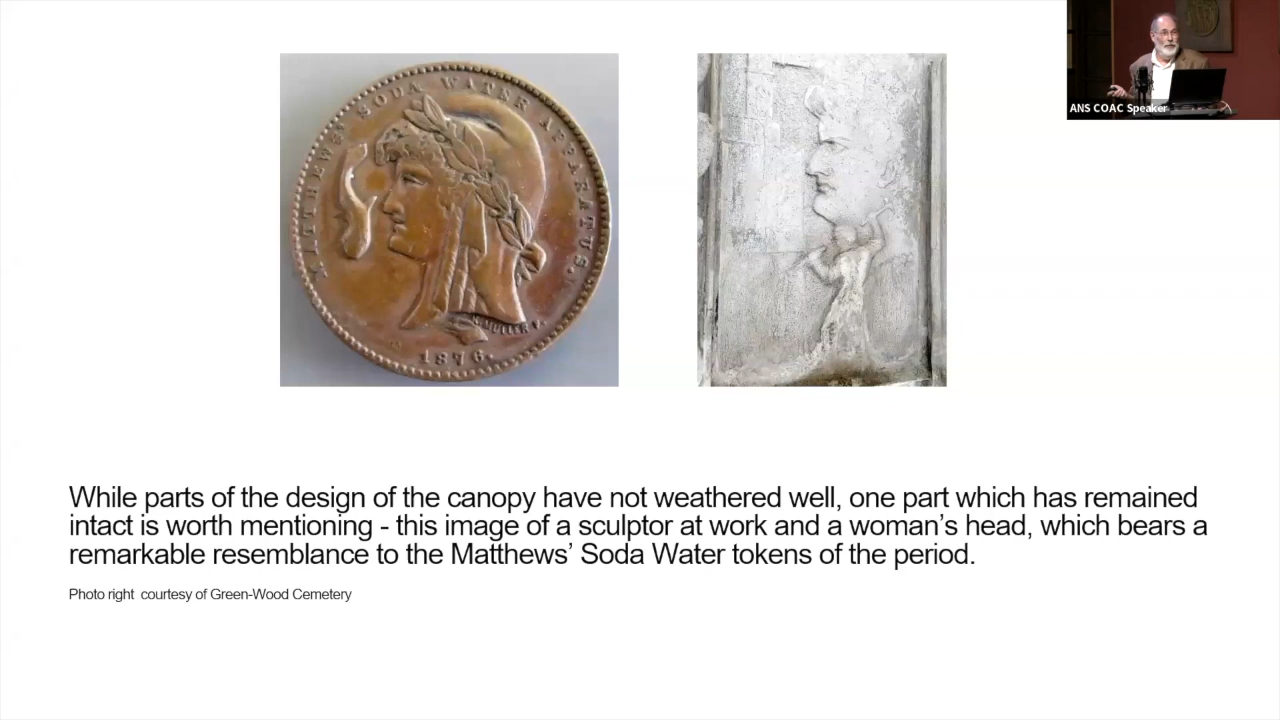 MATTHEWS SODA WATER APPARATUS.
1876.
ANS COAC Speaker
While parts of the design of the canopy have not weathered well, one part which has remained
intact is worth mentioning - this image of a sculptor at work and a woman’s head, which bears a
remarkable resemblance to the Matthews’ Soda Water tokens of the period.
Photo right courtesy of Green-Wood Cemetery